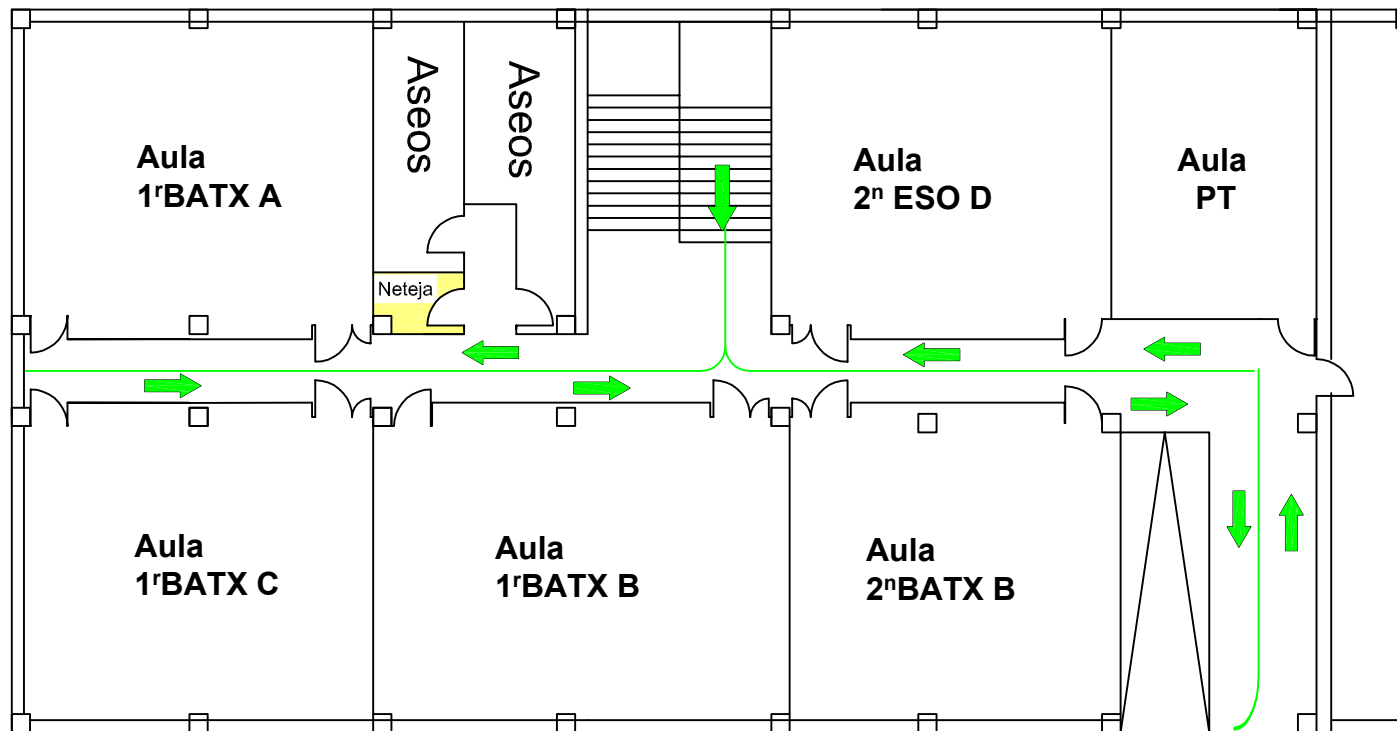 Aula
1ʳBATX A
Aseos
Aseos
Neteja
Aula
2ⁿ ESO D
Aula
PT
Aula
1ʳBATX C
Aula
1ʳBATX B
Aula
2ⁿBATX B